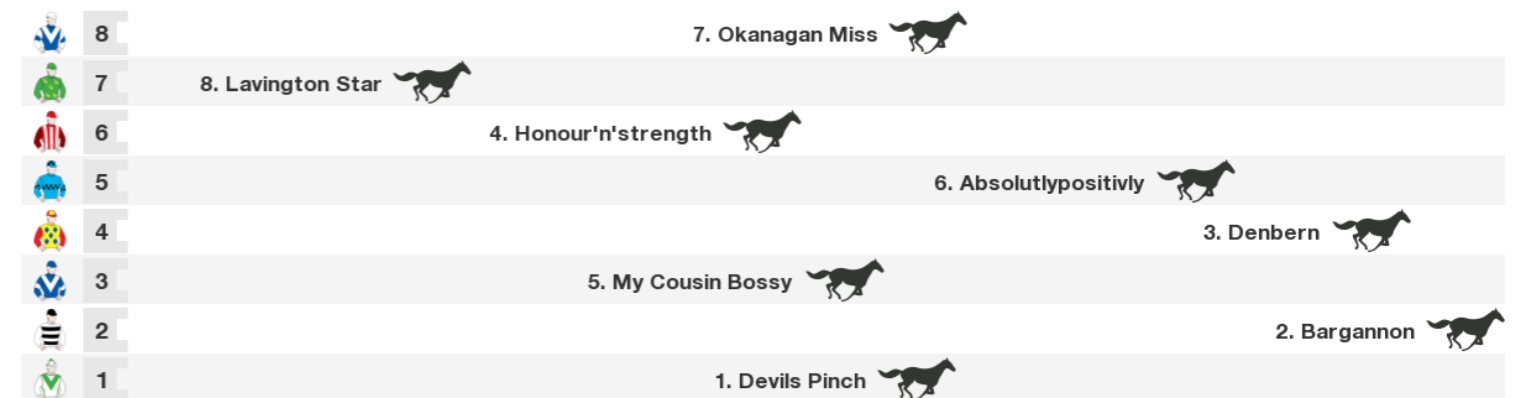 8 7. Okanagan Miss
7 8. Lavington Star
6 4. Honour'n'strength
5 6. Absolutlypositivly
4 3. Denbern
3 5. My Cousin Bossy
2 2. Bargannon
1 1. Devils Pinch